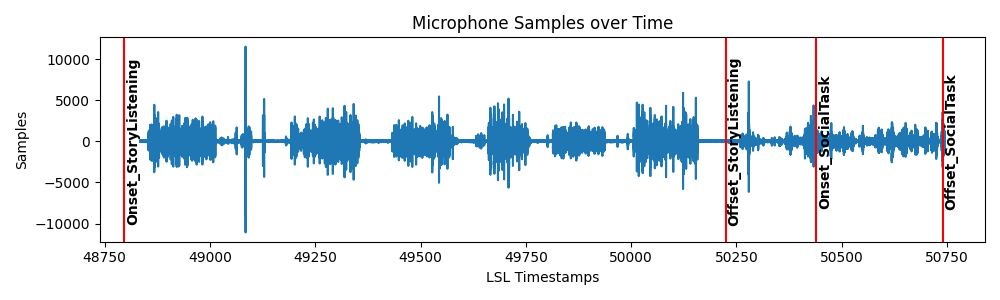 Microphone Samples over Time
Samples
10000
5000
0
−5000
−10000
Onset_StoryListening
Offset_StoryListening
Onset_SocialTask
Offset_SocialTask
48750 49000 49250 49500 49750 50000 50250 50500 50750
LSL Timestamps